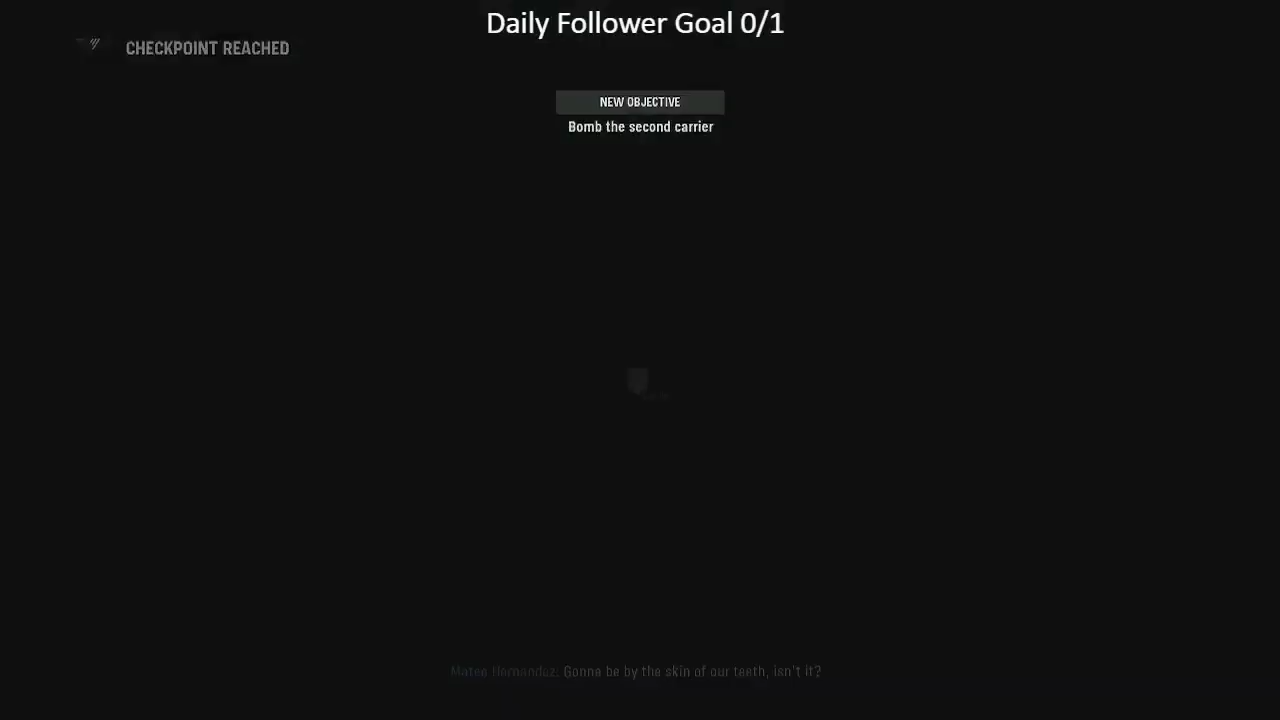 Daily Follower Goal 0/1
CHECKPOINT REACHED
NEW OBJECTIVE
Bomb the second carrier
Mateo Hernandez: Gonna be by the skin of our teeth, isn't it?